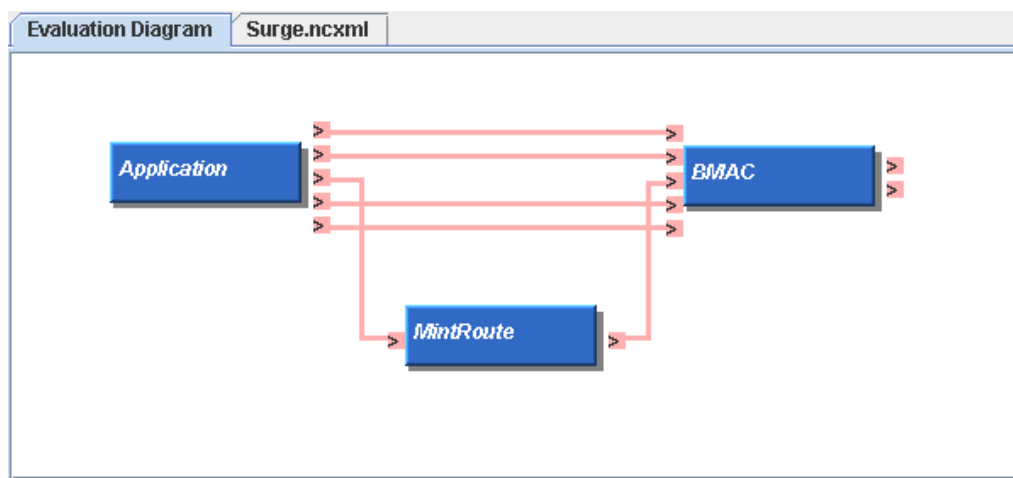 Evaluation Diagram
Surge.ncxml
Application
BMAC
MintRoute